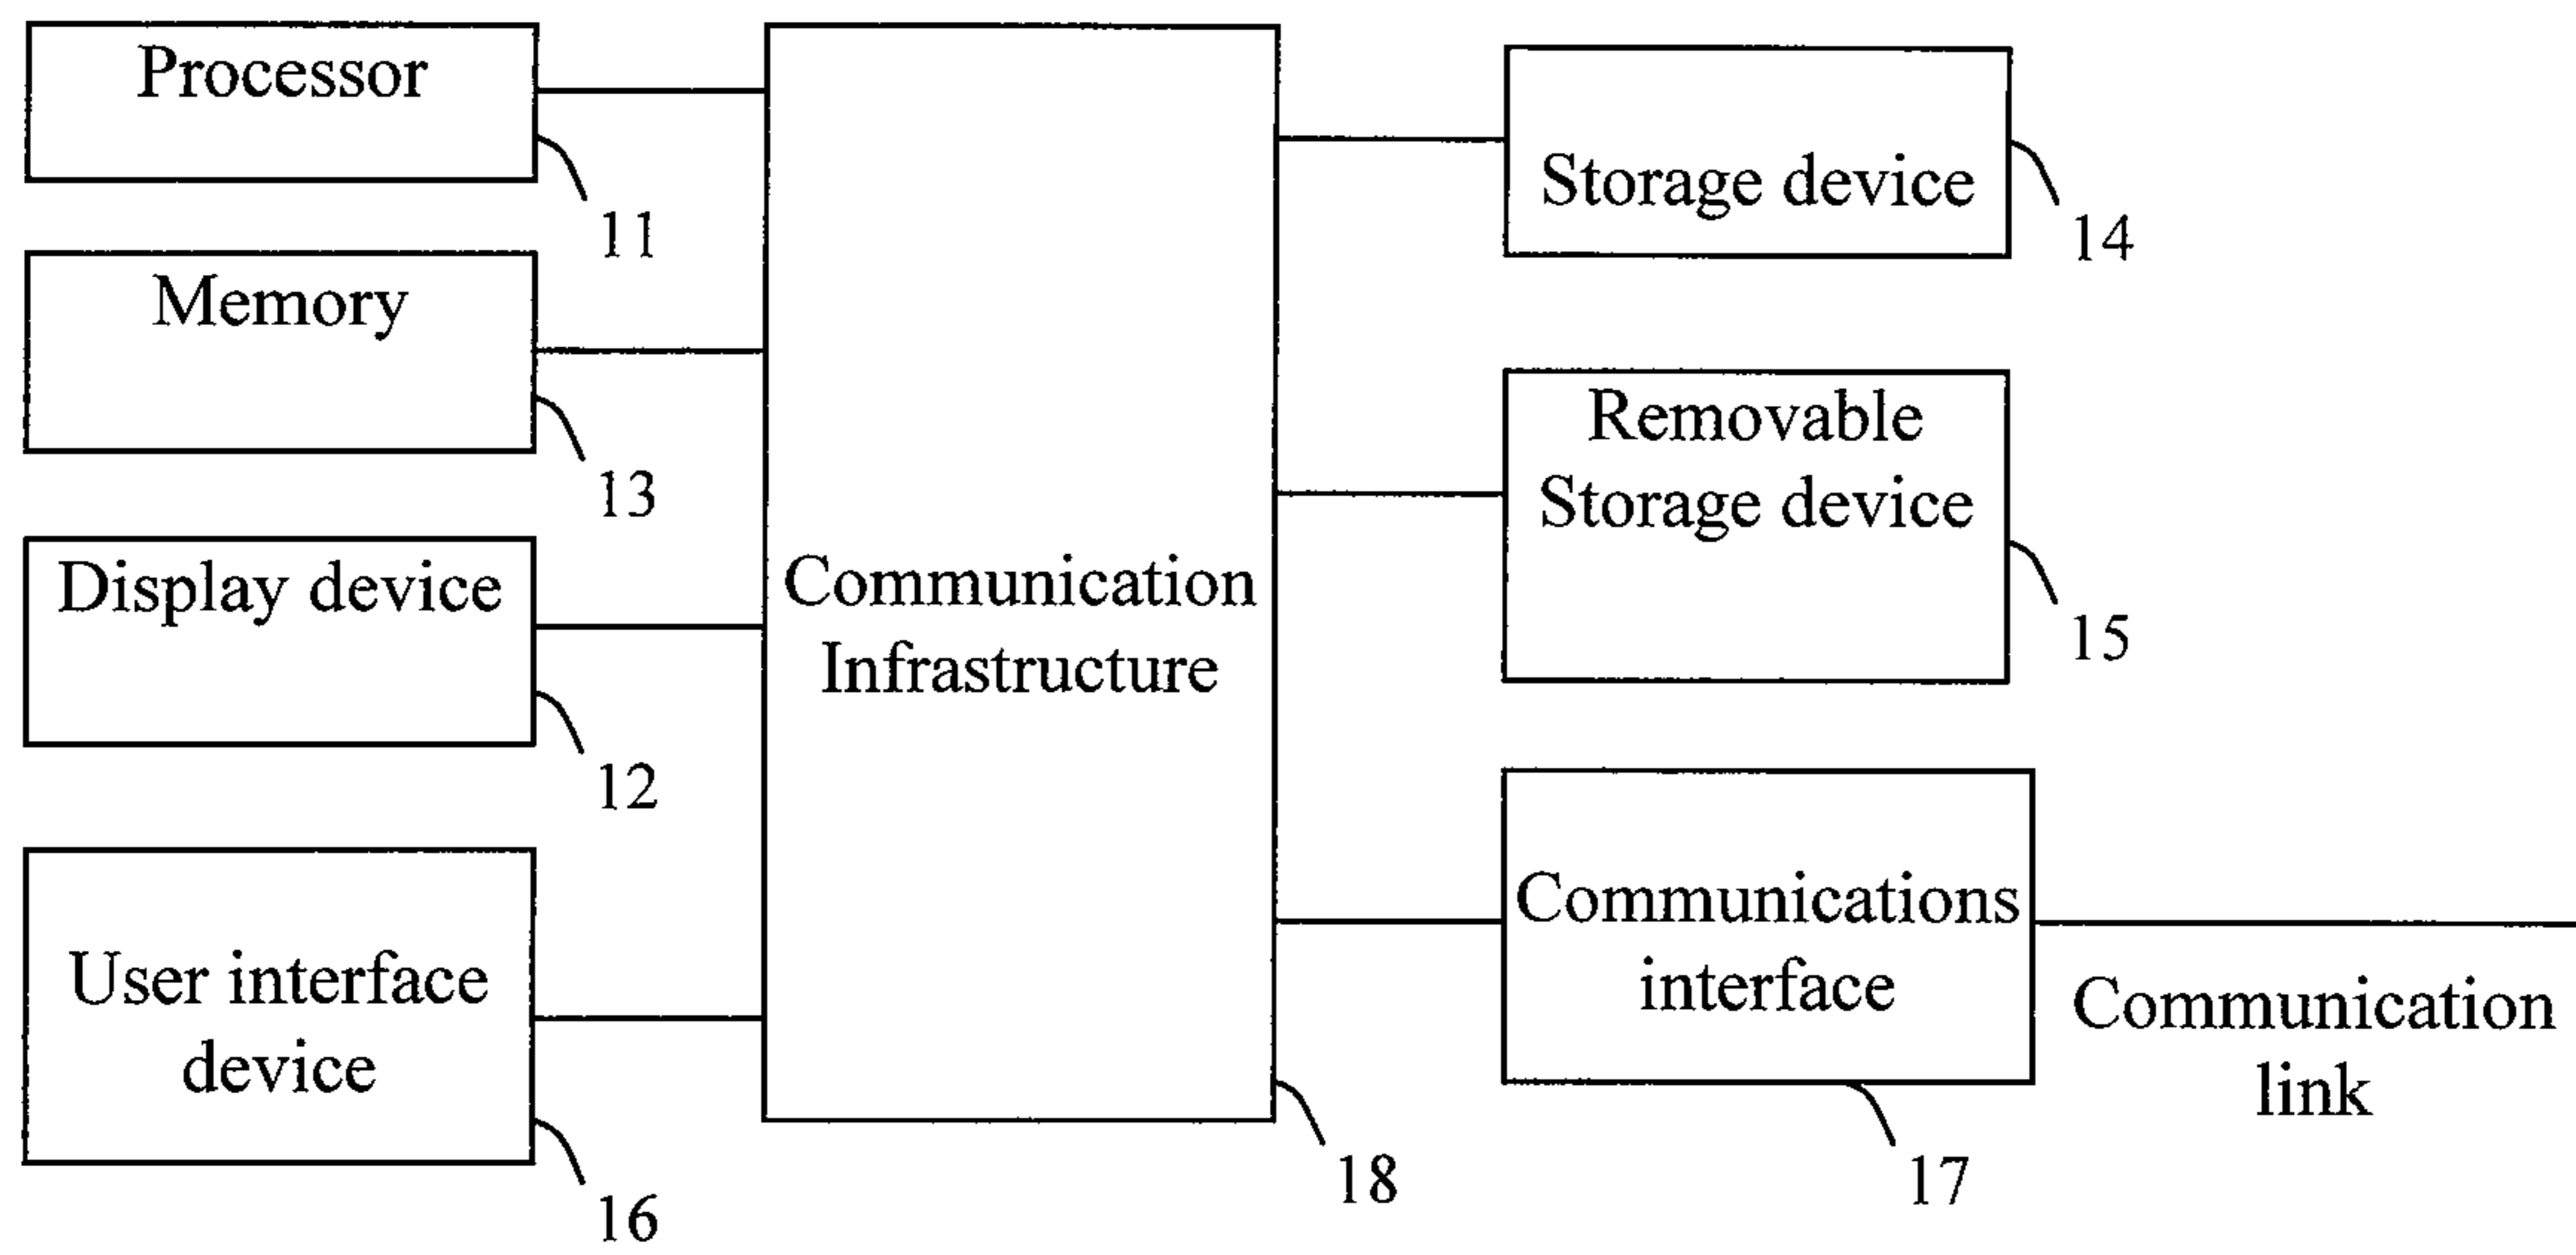 Processor
11
Memory
13
Display device
12
User interface
device
16
Communication
Infrastructure
18
Storage device
14
Removable
Storage device
15
Communications
interface
17
Communication
link